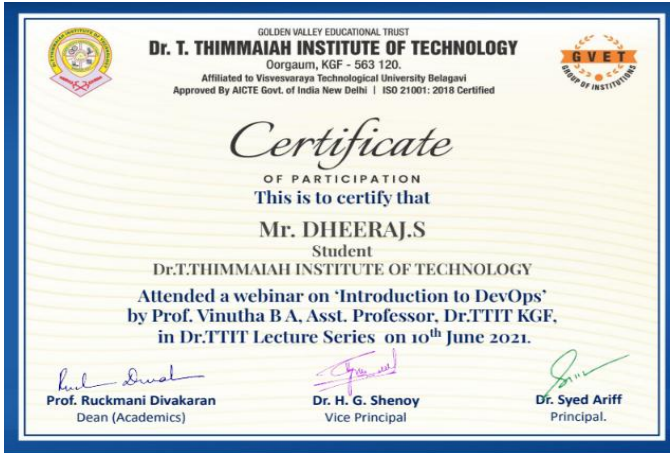 GOLDEN VALLEY EDUCATIONAL TRUST
Dr. T. THIMMAIAH INSTITUTE OF TECHNOLOGY
Oorgaum, KGF - 563 120.
Affiliated to Visvesvaraya Technological University Belagavi
Approved By AICTE Govt. of India New Delhi | ISO 21001: 2018 Certified
GVET
GROUP OF INSTITUTIONS
Certificate
OF PARTICIPATION
This is to certify that
Mr. DHEERAJ.S
Student
Dr.T.THIMMAIAH INSTITUTE OF TECHNOLOGY
Attended a webinar on ‘Introduction to DevOps’
by Prof. Vinutha B A, Asst. Professor, Dr.TTIT KGF,
in Dr.TTIT Lecture Series on 10th June 2021.
Prof. Ruckmani Divakaran
Dean (Academics)
Dr. H. G. Shenoy
Vice Principal
Dr. Syed Ariff
Principal.